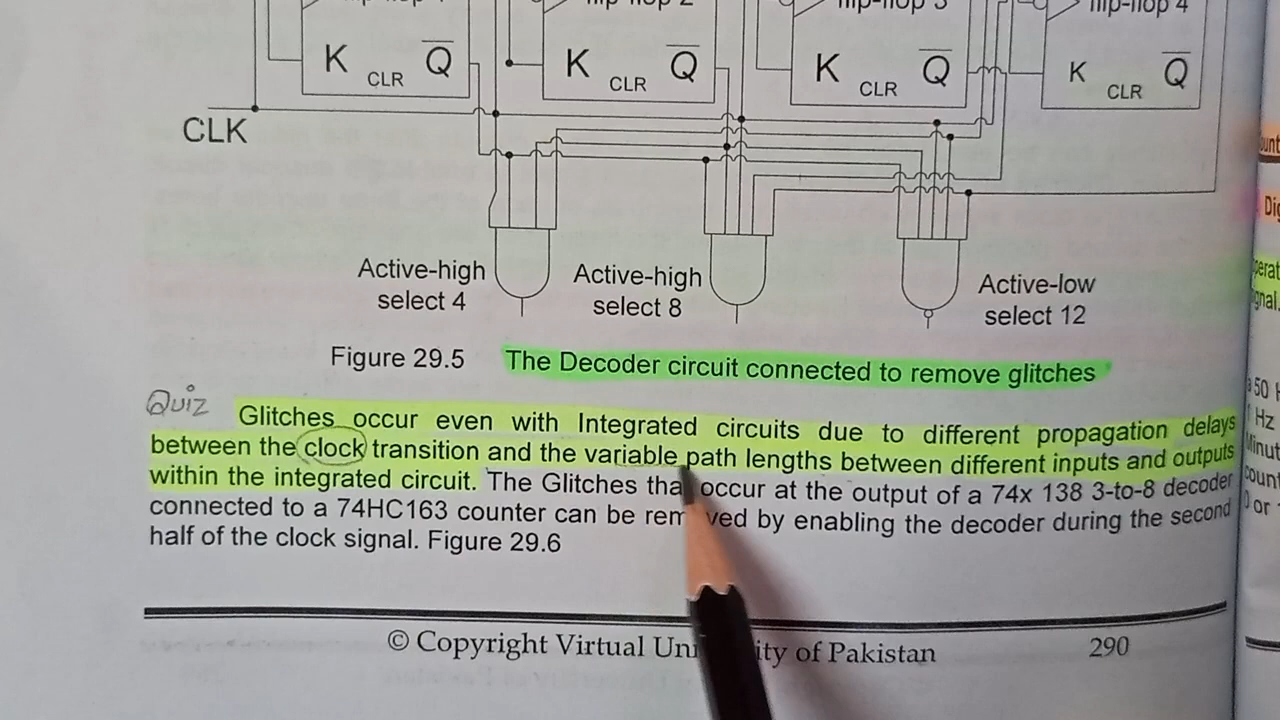 K CLR Q K CLR Q K CLR Q K CLR Q
CLK
Active-high
select 4
Active-high
select 8
Active-low
select 12
Figure 29.5 The Decoder circuit connected to remove glitches
Quiz
Glitches occur even with Integrated circuits due to different propagation delays
between the clock transition and the variable path lengths between different inputs and outputs
within the integrated circuit. The Glitches that occur at the output of a 74x 138 3-to-8 decoder
connected to a 74HC163 counter can be removed by enabling the decoder during the second
half of the clock signal. Figure 29.6
© Copyright Virtual University of Pakistan 290